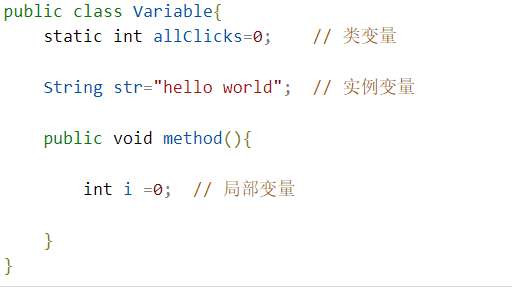 public class Variable{
static int allClicks=0;    // 类变量
String str="hello world";  // 实例变量
public void method(){
int i =0;  // 局部变量
}
}